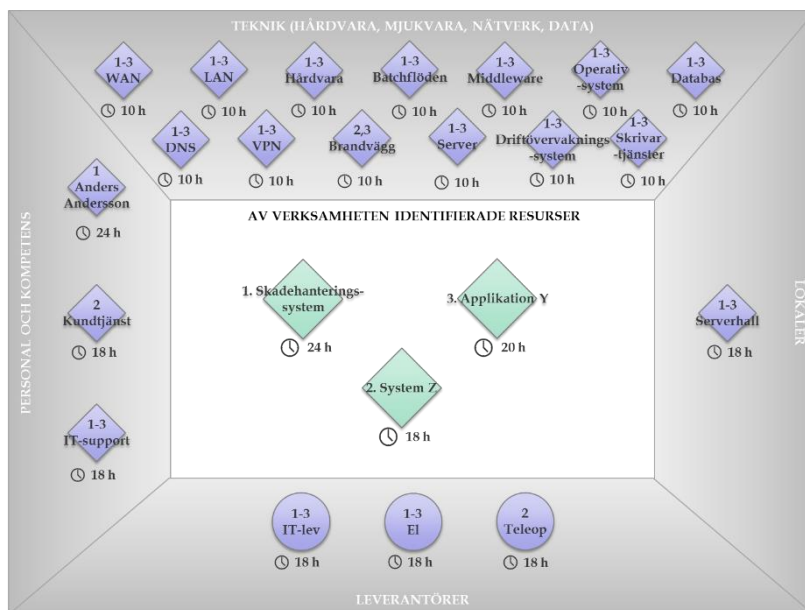 TEKNIK (HÅRDVARA, MJUKVARA, NÄTVERK, DATA)
1-3
WAN
10 h
1-3
LAN
10 h
1-3
Hårdvara
10 h
1-3
Batchflöden
10 h
1-3
Middleware
10 h
1-3
Operativ
-system
10 h
1-3
Databas
10 h
1-3
DNS
10 h
1-3
VPN
10 h
2,3
Brandvägg
10 h
1-3
Server
10 h
1-3
Driftövervaknings
-system
10 h
1-3
Skrivar
-tjänster
10 h
PERSONAL OCH KOMPETENS
1
Anders
Andersson
24 h
2
Kundtjänst
18 h
1-3
IT-support
18 h
AV VERKSAMHETEN IDENTIFIERADE RESURSER
1. Skadehanterings-
system
24 h
3. Applikation Y
20 h
2. System Z
18 h
LOKALER
1-3
Serverhall
18 h
1-3
IT-lev
18 h
1-3
El
18 h
2
Teleop
18 h
LEVERANTÖRER